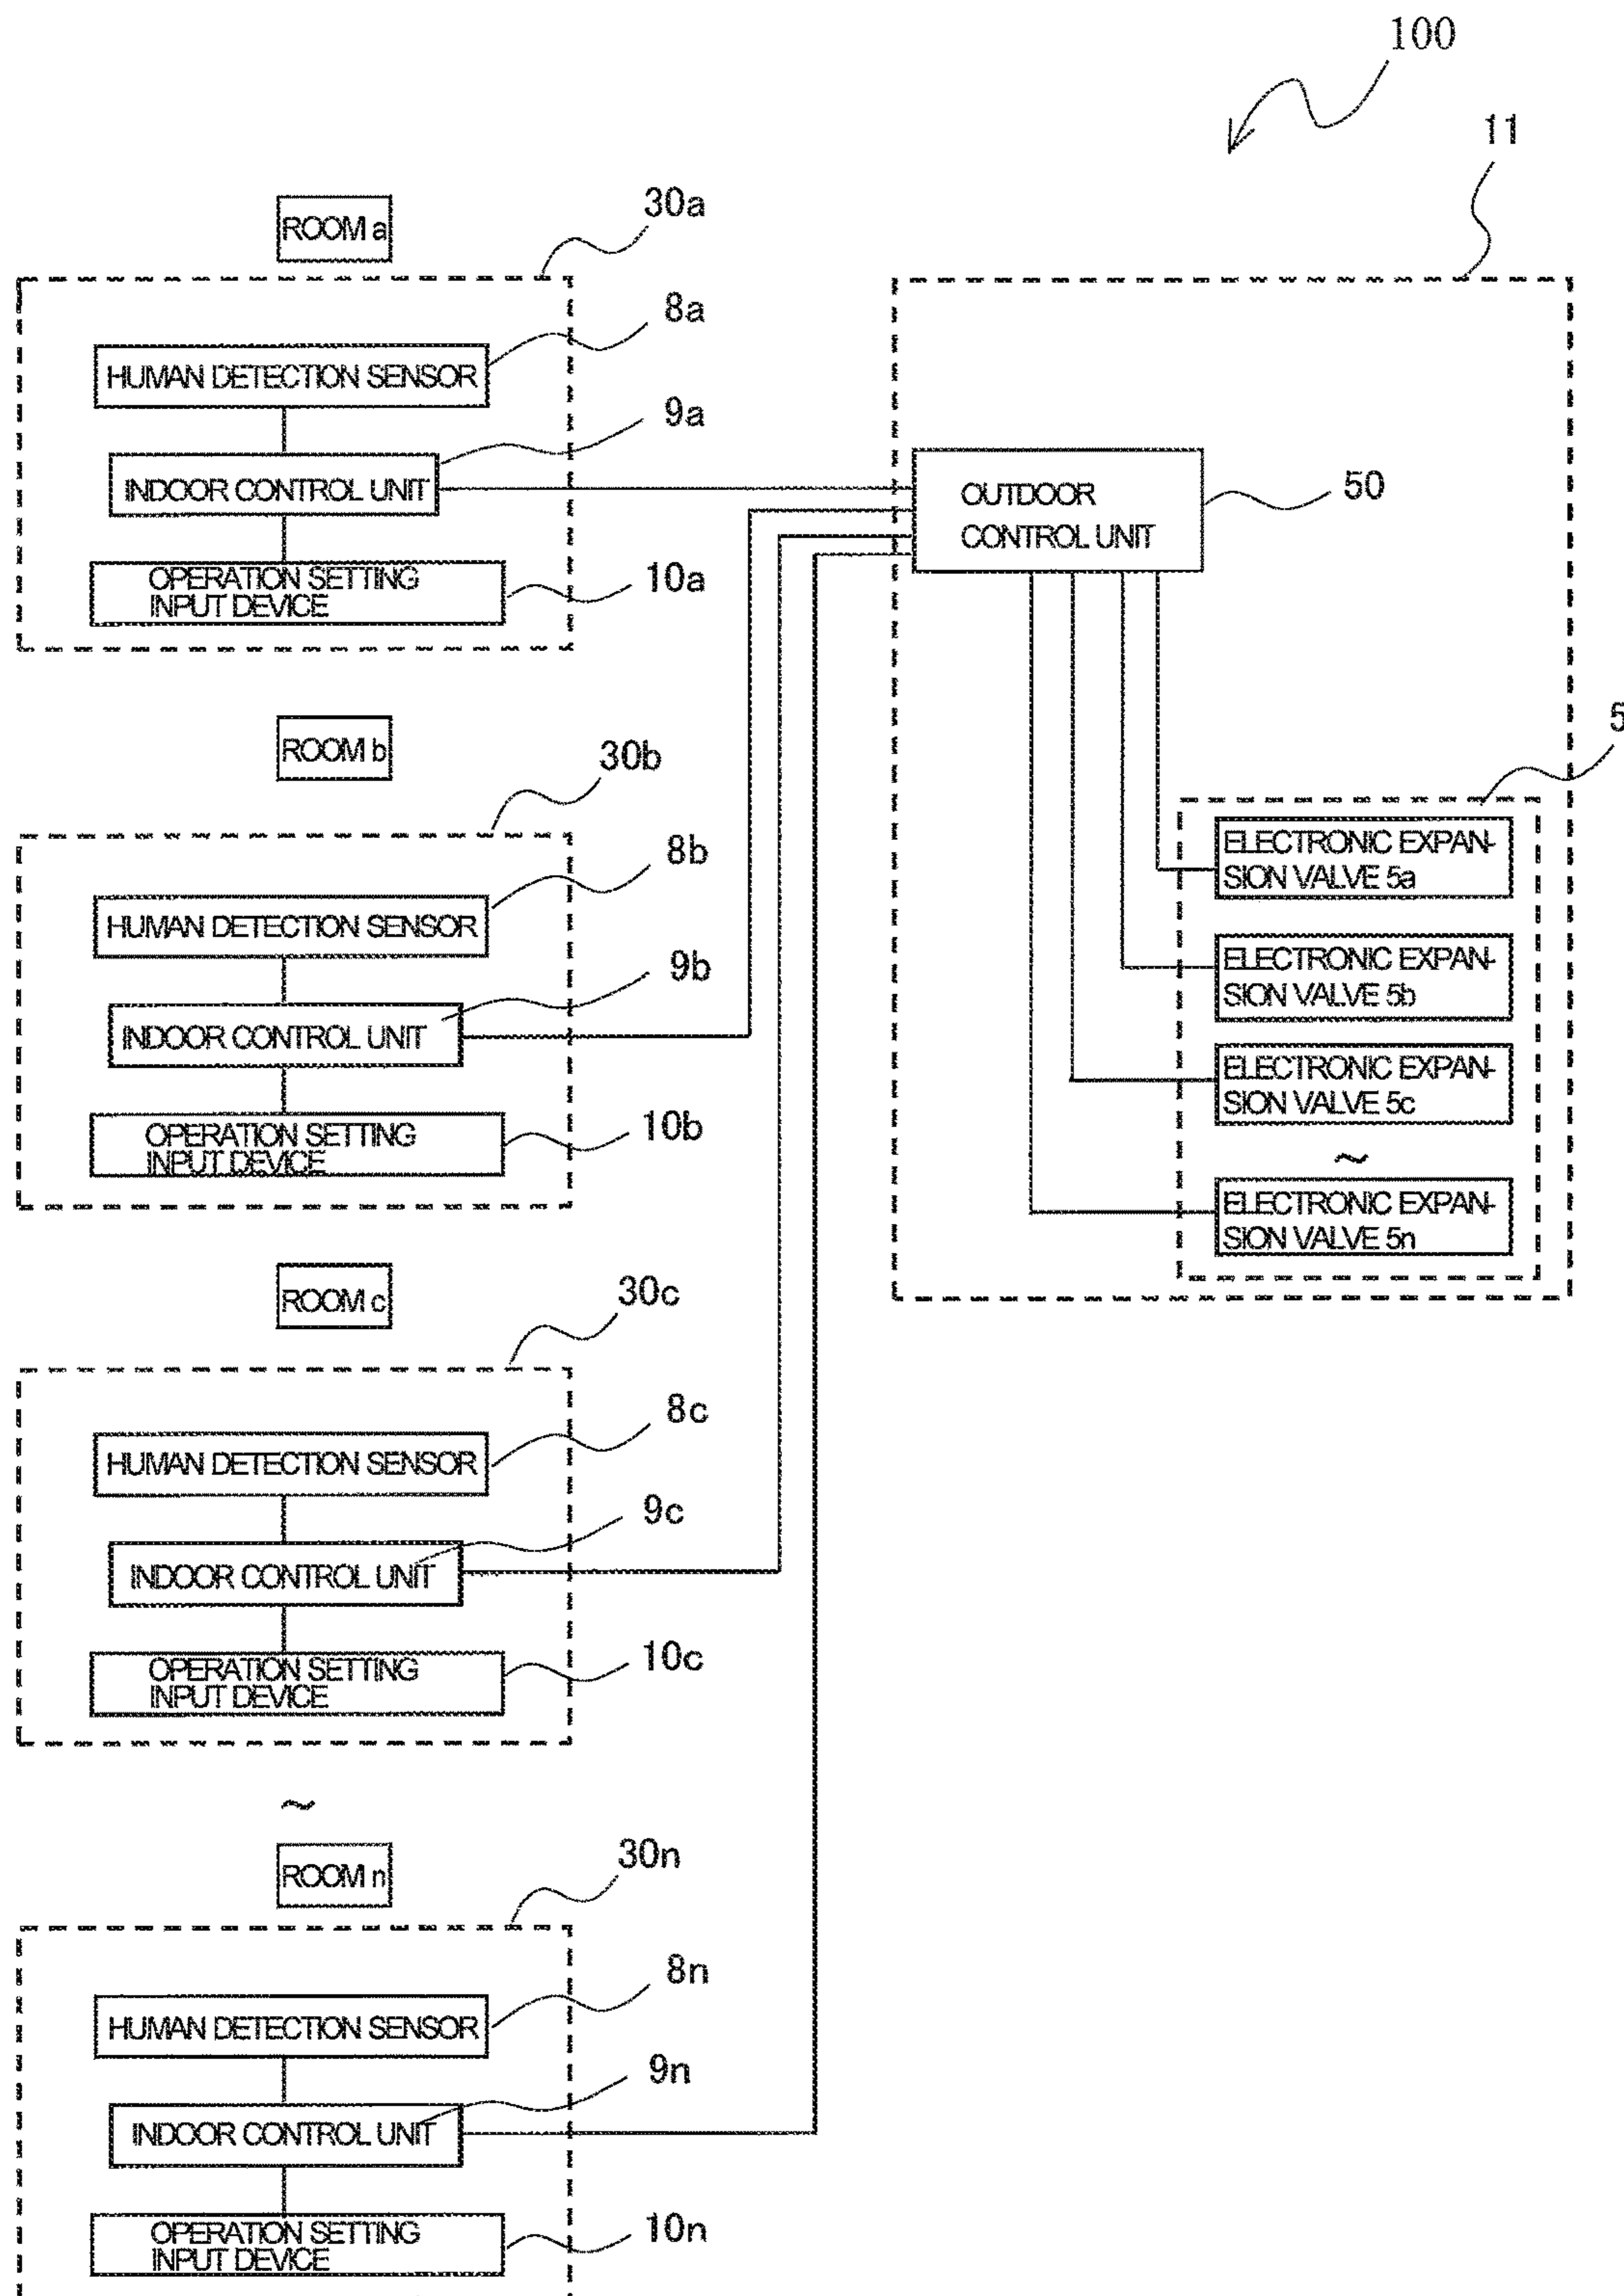 100
11
ROOM a
30a
8a
HUMAN DETECTION SENSOR
9a
INDOOR CONTROL UNIT
OPERATION SETTING
INPUT DEVICE
10a
OUTDOOR
CONTROL UNIT
50
ROOM b
30b
8b
HUMAN DETECTION SENSOR
9b
INDOOR CONTROL UNIT
OPERATION SETTING
INPUT DEVICE
10b
5
ELECTRONIC EXPAN-
SION VALVE 5a
ELECTRONIC EXPAN-
SION VALVE 5b
ELECTRONIC EXPAN-
SION VALVE 5c
~
ELECTRONIC EXPAN-
SION VALVE 5n
ROOM c
30c
8c
HUMAN DETECTION SENSOR
9c
INDOOR CONTROL UNIT
OPERATION SETTING
INPUT DEVICE
10c
~
ROOM n
30n
8n
HUMAN DETECTION SENSOR
9n
INDOOR CONTROL UNIT
OPERATION SETTING
INPUT DEVICE
10n